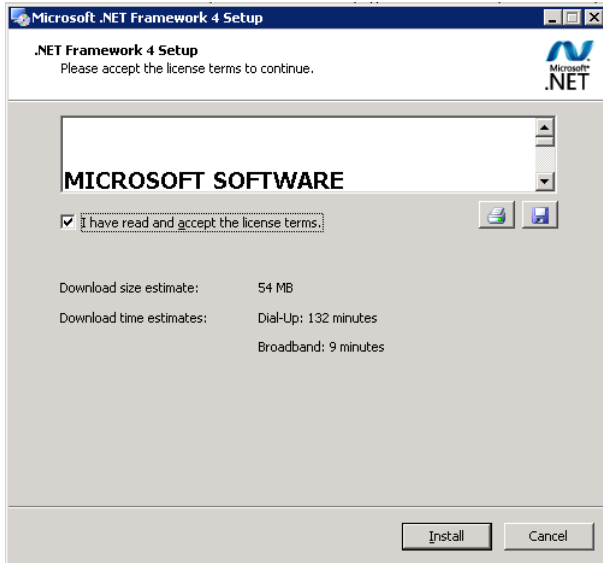 Microsoft .NET Framework 4 Setup
.NET Framework 4 Setup
Please accept the license terms to continue.
Microsoft®
.NET
MICROSOFT SOFTWARE
I have read and accept the license terms.
Download size estimate: 54 MB
Download time estimates: Dial-Up: 132 minutes
Broadband: 9 minutes
Install Cancel